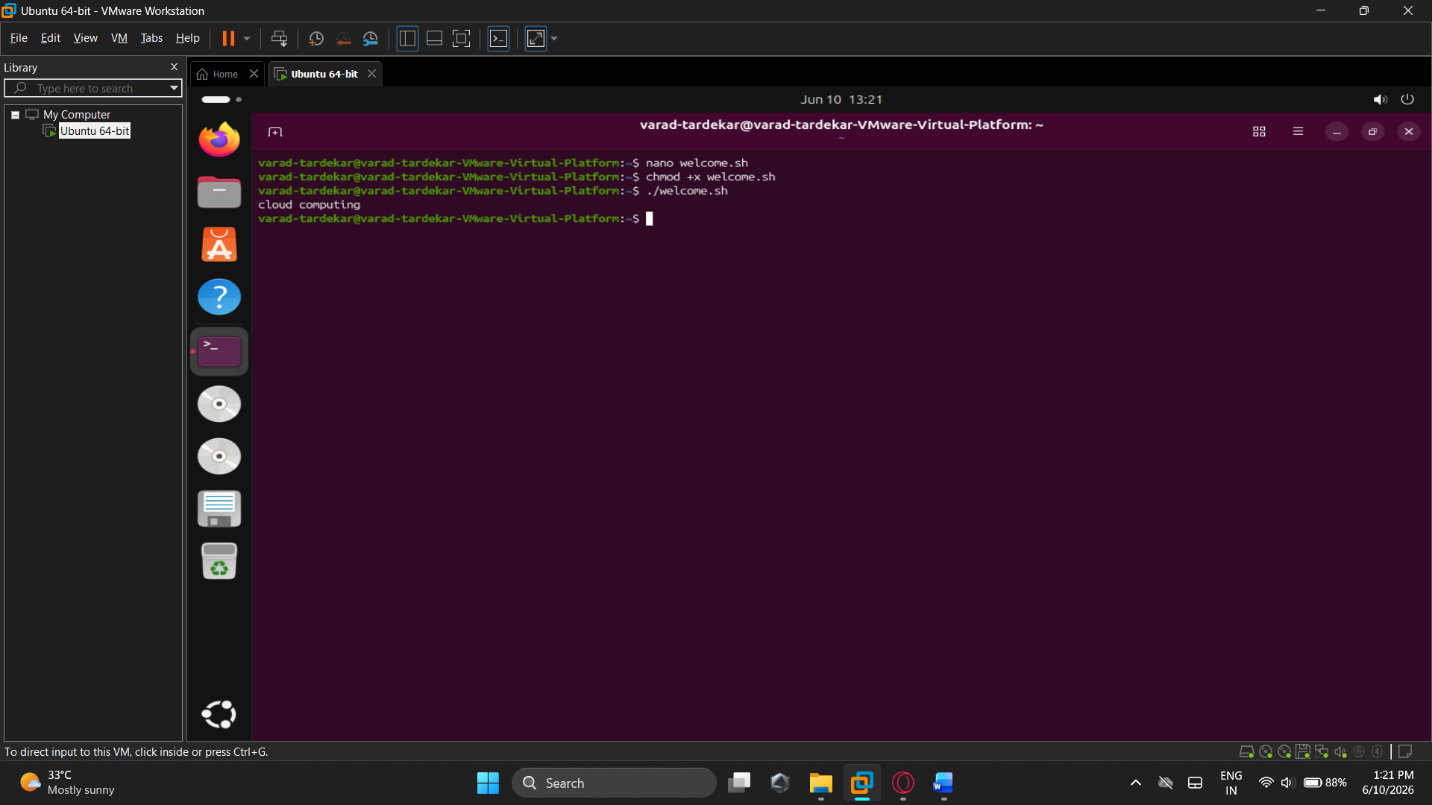 Ubuntu 64-bit - VMware Workstation
File Edit View VM Tabs Help
Library
Type here to search
My Computer
Ubuntu 64-bit
Home
Ubuntu 64-bit
Jun 10 13:21
varad-tardekar@varad-tardekar-VMware-Virtual-Platform: ~
~
varad-tardekar@varad-tardekar-VMware-Virtual-Platform:~$ nano welcome.sh
varad-tardekar@varad-tardekar-VMware-Virtual-Platform:~$ chmod +x welcome.sh
varad-tardekar@varad-tardekar-VMware-Virtual-Platform:~$ ./welcome.sh
cloud computing
varad-tardekar@varad-tardekar-VMware-Virtual-Platform:~$
To direct input to this VM, click inside or press Ctrl+G.
33°C
Mostly sunny
Search
ENG
IN
88%
1:21 PM
6/10/2026